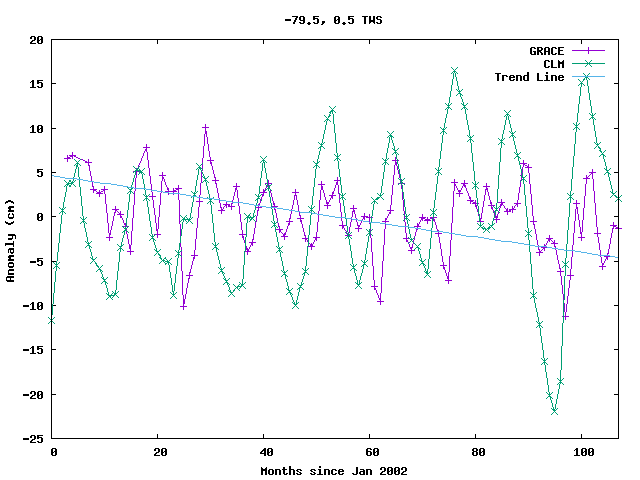 -79.5, 0.5 TWS
GRACE
CLM
Trend Line
20
15
10
5
0
-5
-10
-15
-20
-25
Anomaly (cm)
0 20 40 60 80 100
Months since Jan 2002